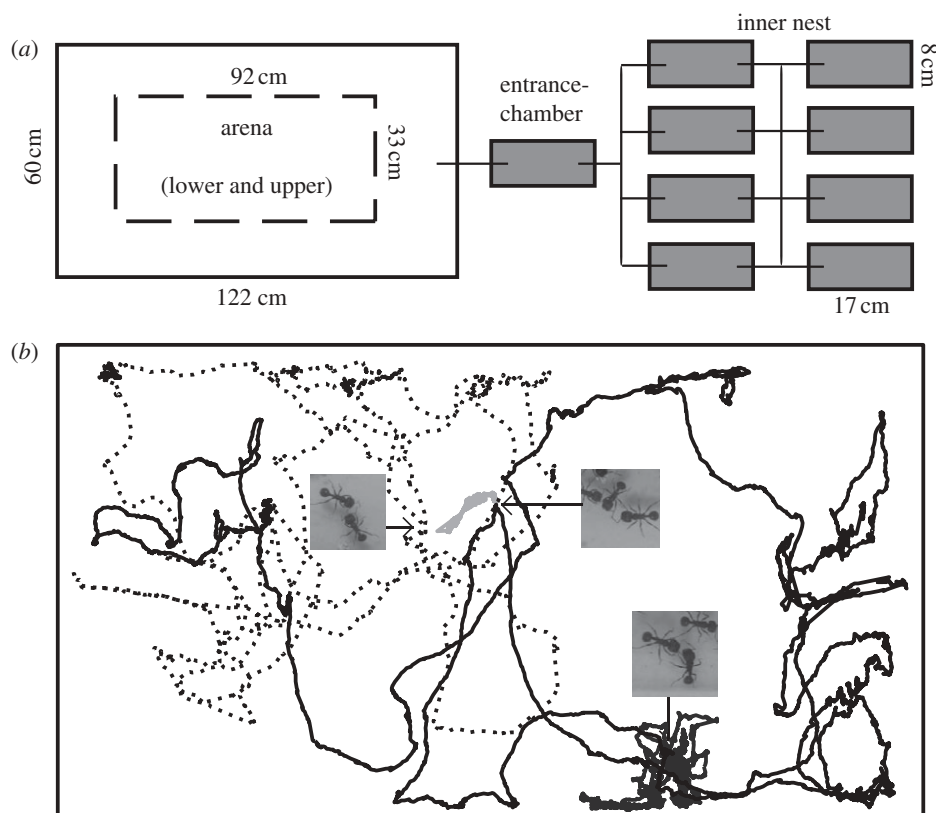 (a)
inner nest
92 cm
entrance-
chamber
8 cm
arena
60 cm
33 cm
(lower and upper)
122 cm
17 cm
(b)